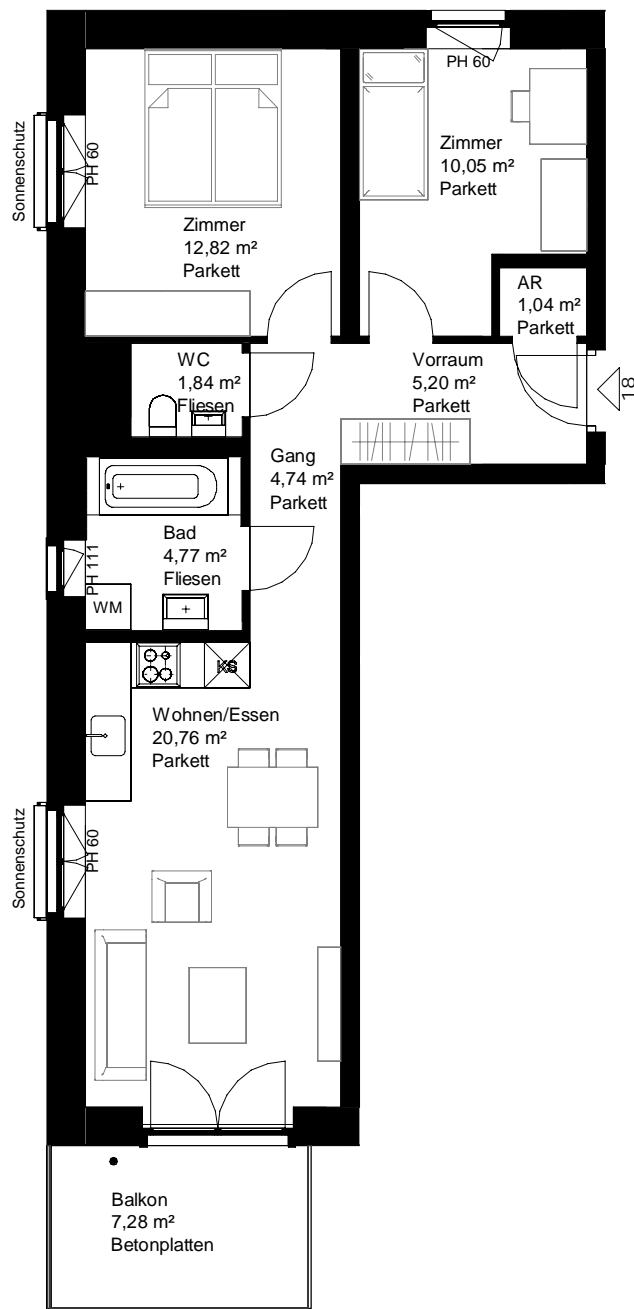 PH 60
Sonnenschutz
PH 60
Zimmer
10,05 m²
Parkett
Zimmer
12,82 m²
Parkett
AR
1,04 m²
Parkett
WC
1,84 m²
Fliesen
Vorraum
5,20 m²
Parkett
18
Gang
4,74 m²
Parkett
Bad
4,77 m²
Fliesen
PH 111
WM
KS
Wohnen/Essen
20,76 m²
Parkett
Sonnenschutz
PH 60
Balkon
7,28 m²
Betonplatten